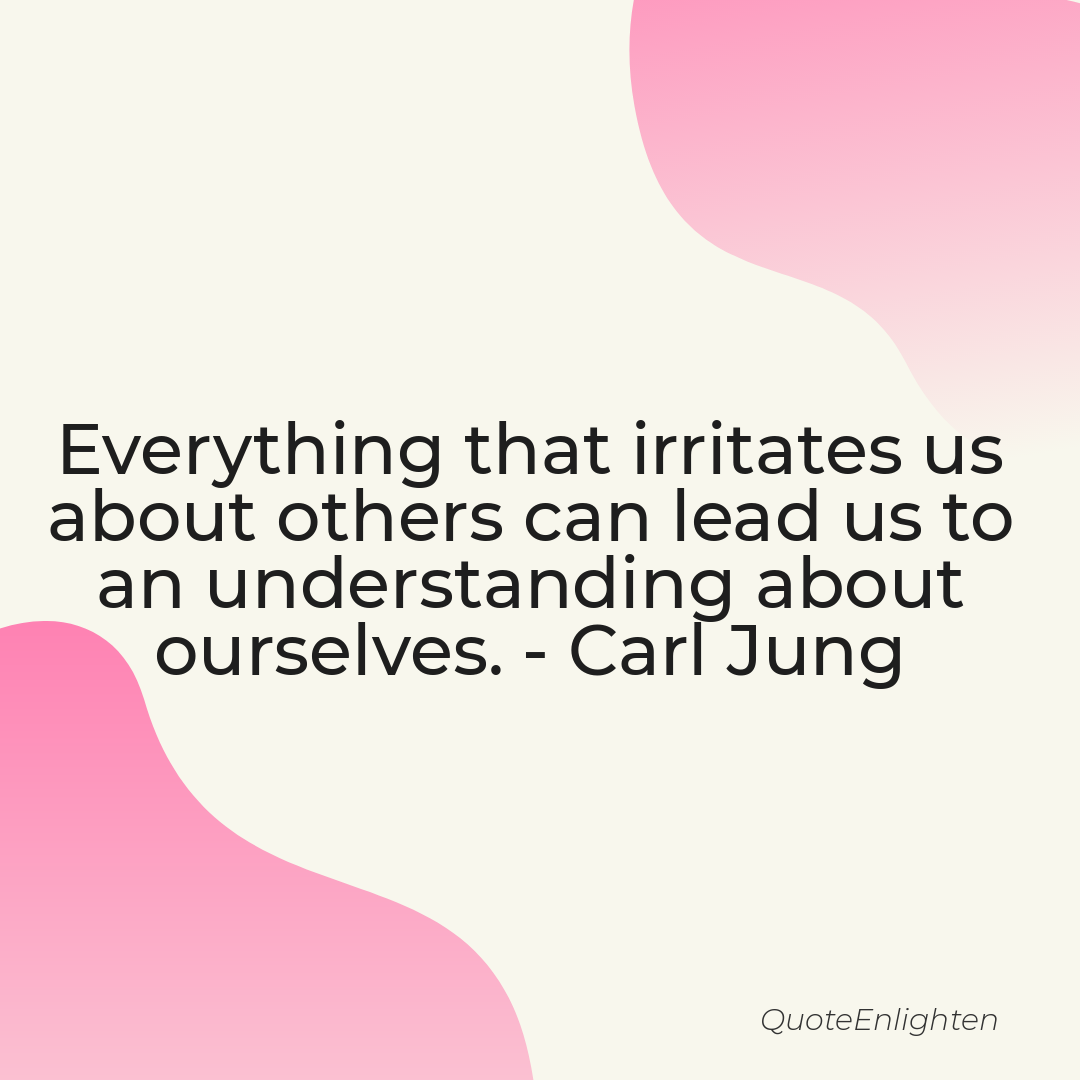 Everything that irritates us
about others can lead us to
an understanding about
ourselves. - Carl Jung
QuoteEnlighten